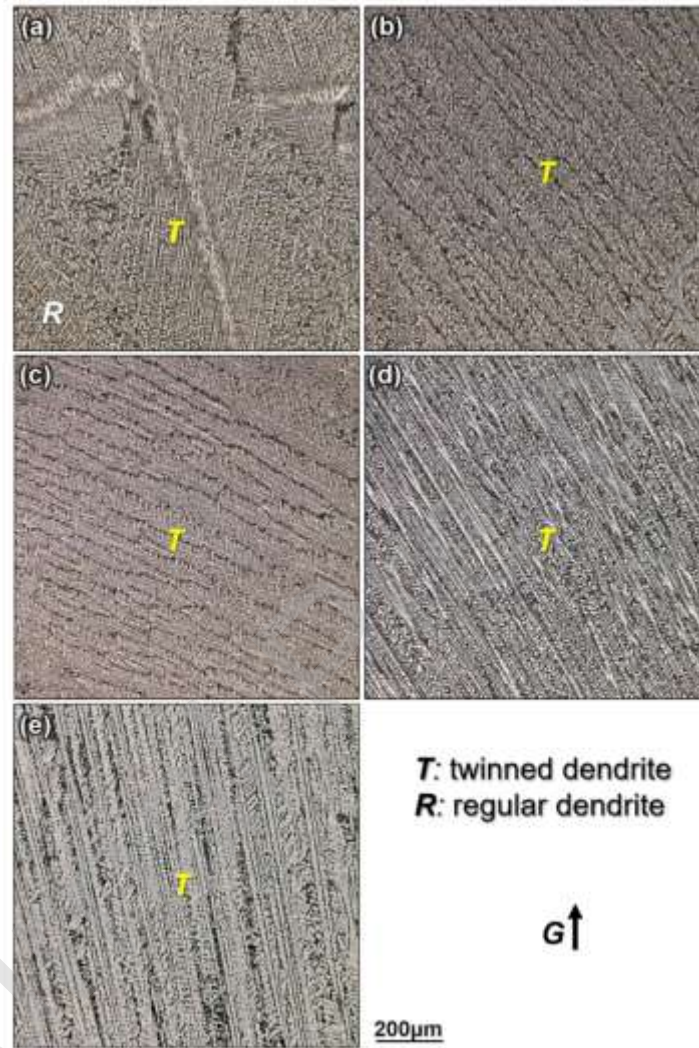 (a)
T
R
(b)
T
(c)
T
(d)
T
(e)
T
T: twinned dendrite
R: regular dendrite
G
200μm